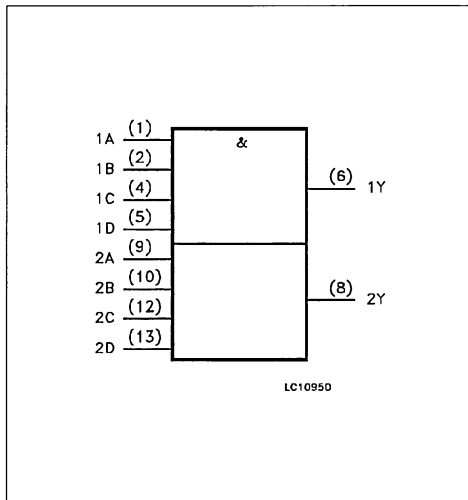 &
1A (1)
1B (2)
1C (4)
1D (5)
2A (9)
2B (10)
2C (12)
2D (13)
(6) 1Y
(8) 2Y
LC10950